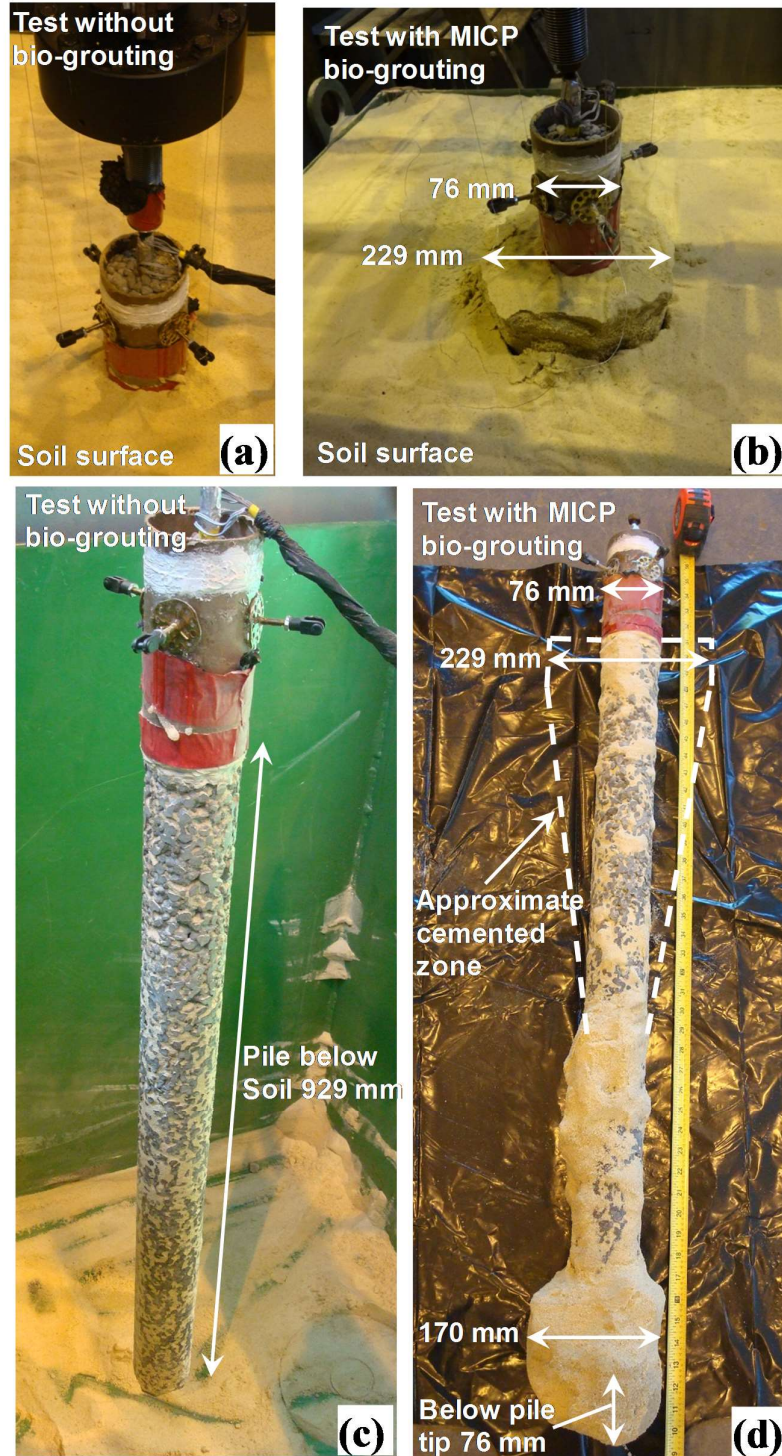 Test without
bio-grouting
Soil surface
(a)
Test with MICP
bio-grouting
76 mm
229 mm
Soil surface
(b)
Test without
bio-grouting
Pile below
Soil 929 mm
(c)
Test with MICP
bio-grouting
76 mm
229 mm
Approximate
cemented
zone
170 mm
Below pile
tip 76 mm
(d)